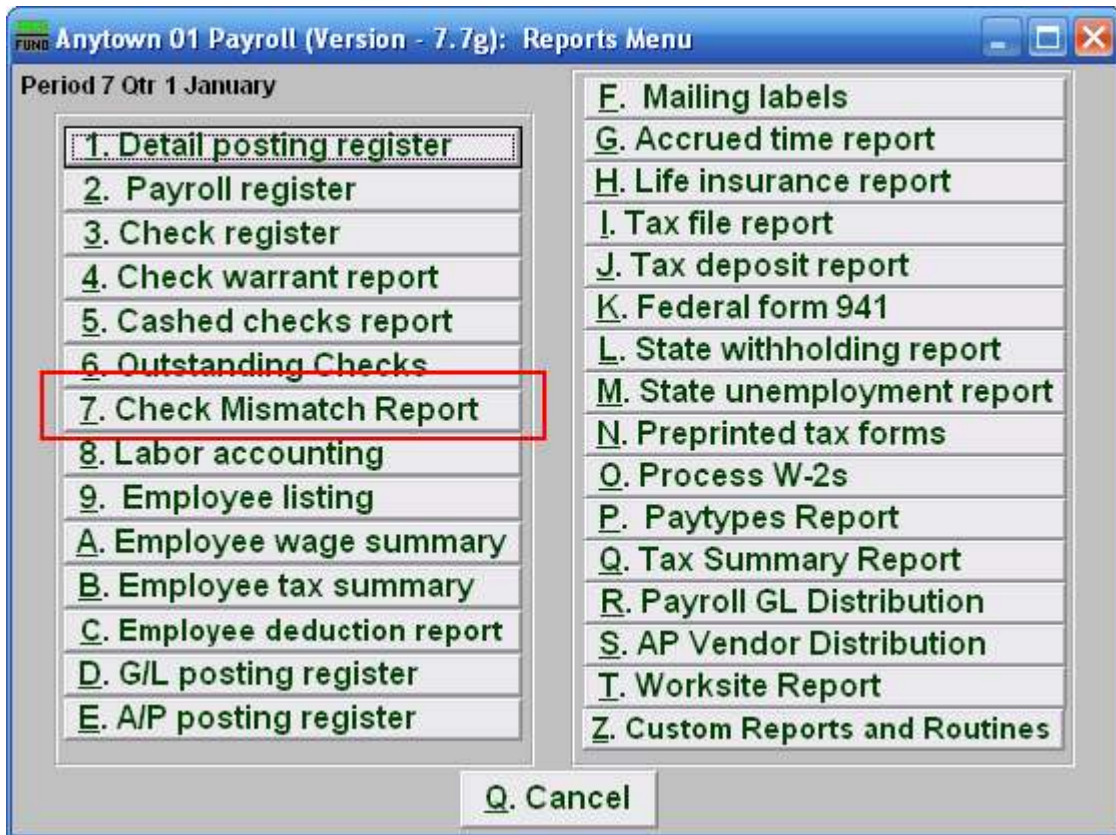 FUND Anytown 01 Payroll (Version - 7.7g): Reports Menu
Period 7 Qtr 1 January
1. Detail posting register
2. Payroll register
3. Check register
4. Check warrant report
5. Cashed checks report
6. Outstanding Checks
7. Check Mismatch Report
8. Labor accounting
9. Employee listing
A. Employee wage summary
B. Employee tax summary
C. Employee deduction report
D. G/L posting register
E. A/P posting register
F. Mailing labels
G. Accrued time report
H. Life insurance report
I. Tax file report
J. Tax deposit report
K. Federal form 941
L. State withholding report
M. State unemployment report
N. Preprinted tax forms
O. Process W-2s
P. Paytypes Report
Q. Tax Summary Report
R. Payroll GL Distribution
S. AP Vendor Distribution
T. Worksite Report
Z. Custom Reports and Routines
Q. Cancel